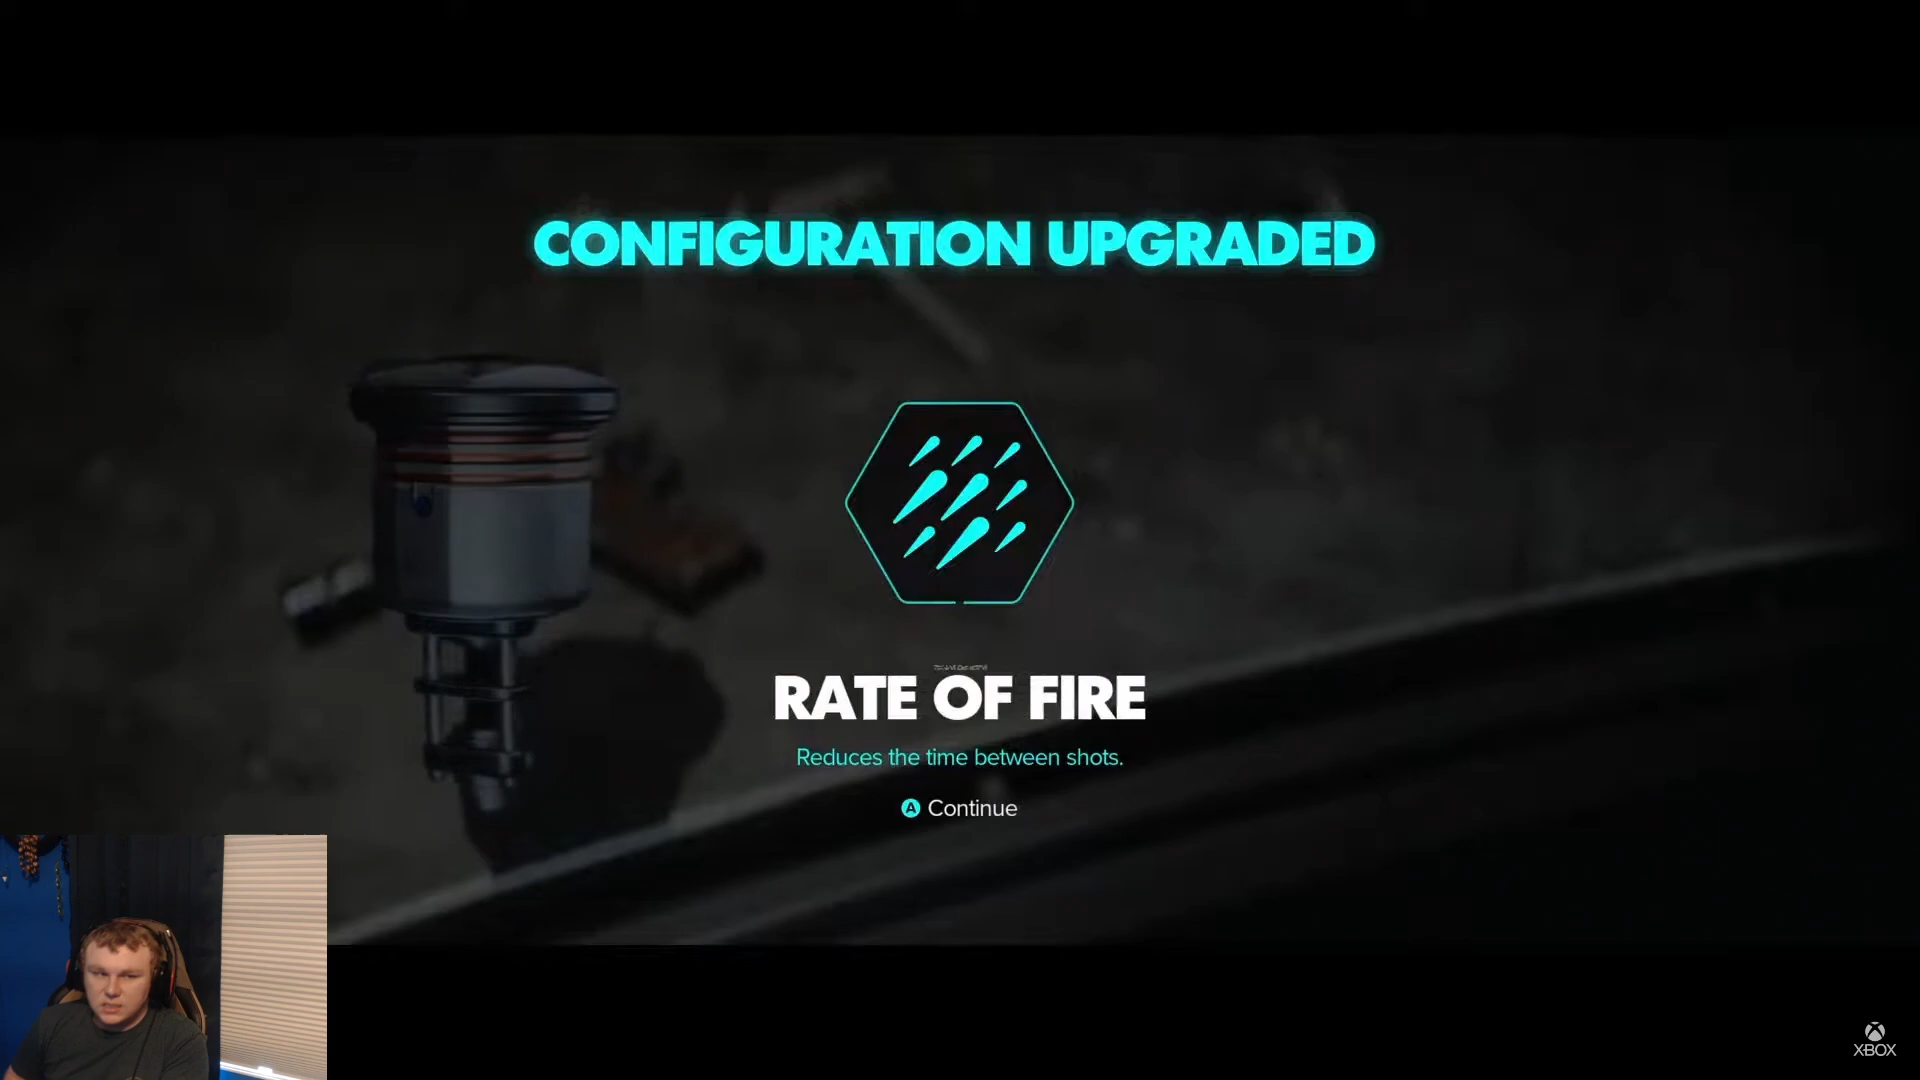 CONFIGURATION UPGRADED
RATE OF FIRE
Reduces the time between shots.
A Continue
XBOX